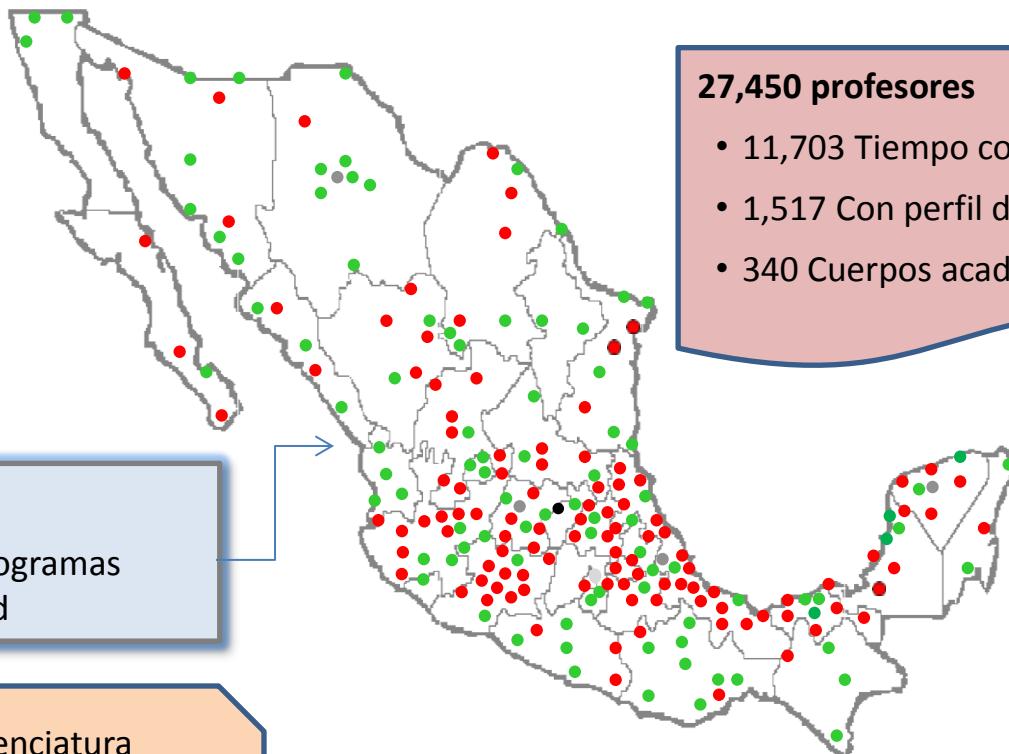 27,450 profesores
• 11,703 Tiempo co
• 1,517 Con perfil d
• 340 Cuerpos acad
ogramas
d
enciatura